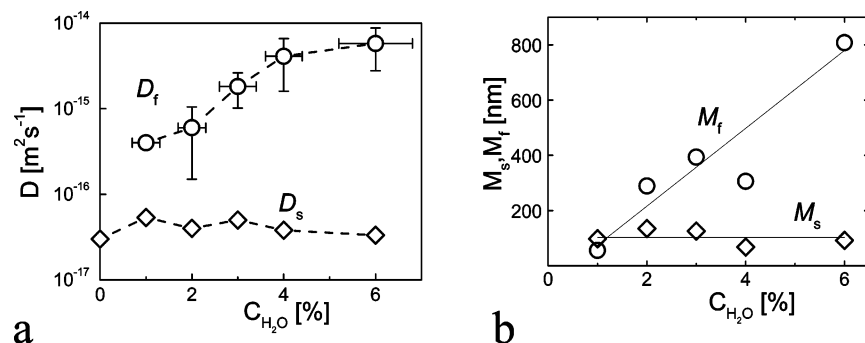 10⁻¹⁴
10⁻¹⁵
10⁻¹⁶
10⁻¹⁷
D [m²s⁻¹]
D_f
D_s
0 2 4 6
C_H₂O [%]
a
800
600
400
200
M_s,M_f [nm]
M_f
M_s
0 2 4 6
C_H₂O [%]
b